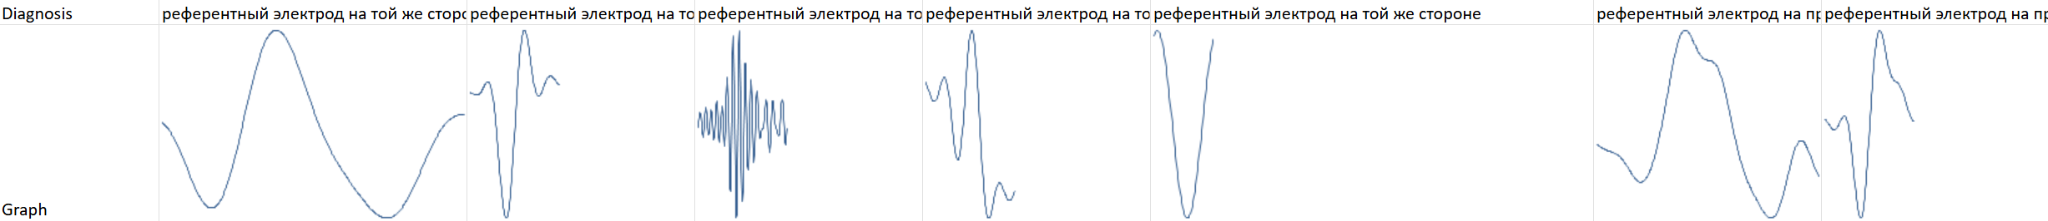 Diagnosis референтный электрод на той же сторо референтный электрод на то референтный электрод на то референтный электрод на то референтный электрод на той же стороне референтный электрод на пр референтный электрод на пр
Graph